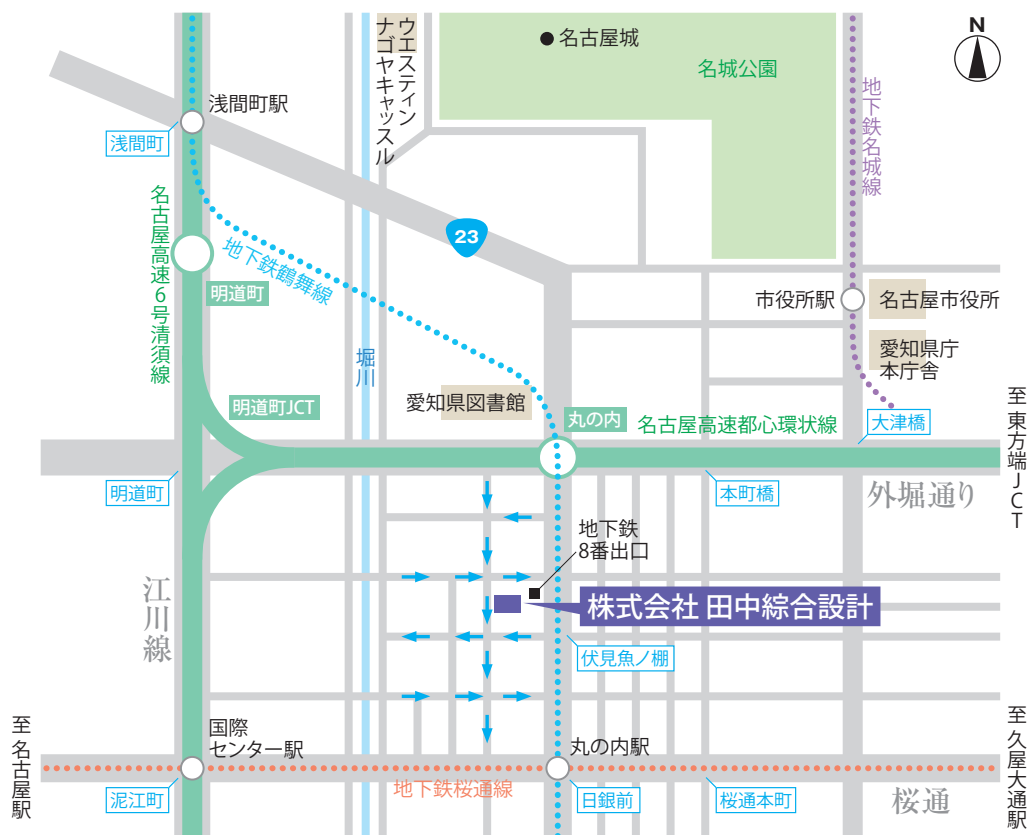 ウエスティン
ナゴヤキャッスル
名古屋城
名城公園
N
浅間町駅
浅間町
地下鉄名城線
名古屋高速6号清須線
地下鉄鶴舞線
23
明道町
市役所駅
名古屋市役所
愛知県庁
本庁舎
堀川
明道町JCT
愛知県図書館
丸の内
名古屋高速都心環状線
大津橋
至 東方端JCT
明道町
本町橋
外堀通り
地下鉄
8番出口
江川線
株式会社 田中綜合設計
伏見魚ノ棚
至 名古屋駅
国際
センター駅
丸の内駅
至 久屋大通駅
地下鉄桜通線
泥江町
日銀前
桜通本町
桜通